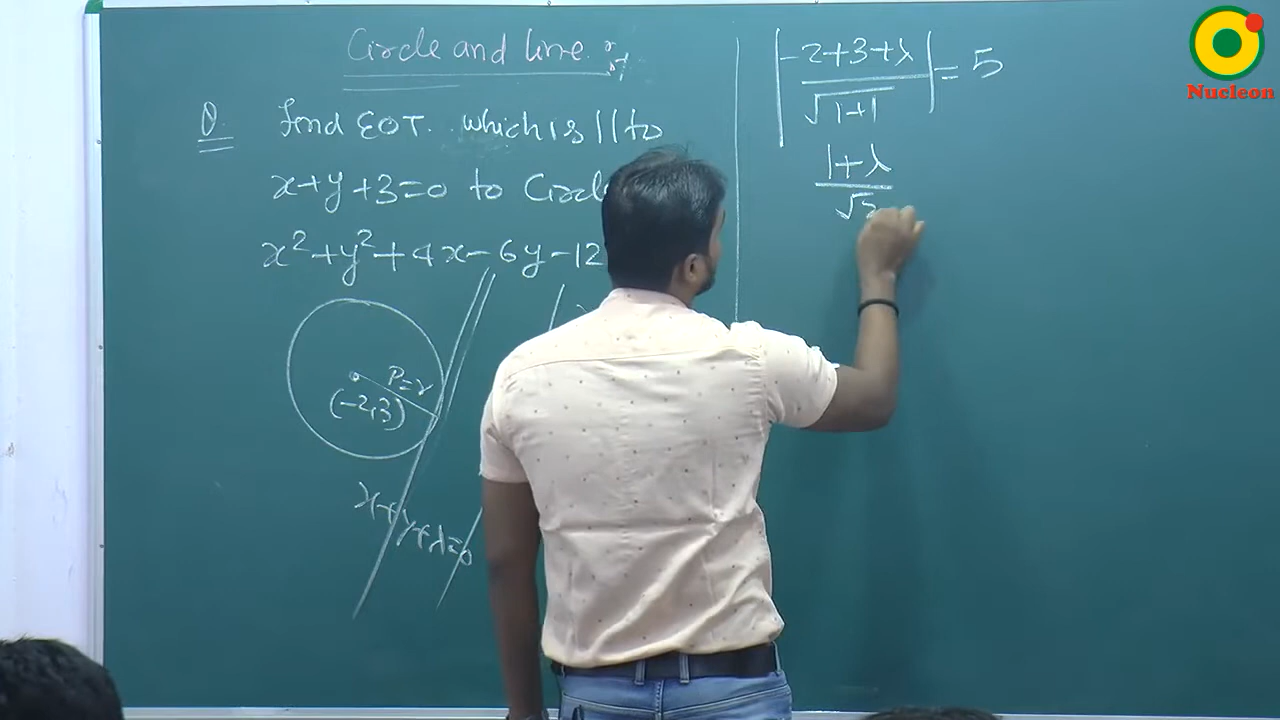 Circle and line
Q. find EOT. which is || to
x+y+3=0 to Circle
x²+y²+4x-6y-12
P=r
(-2,3)
x+y+λ=0
|-2+3+λ| = 5
√1+1
1+λ
Nucleon